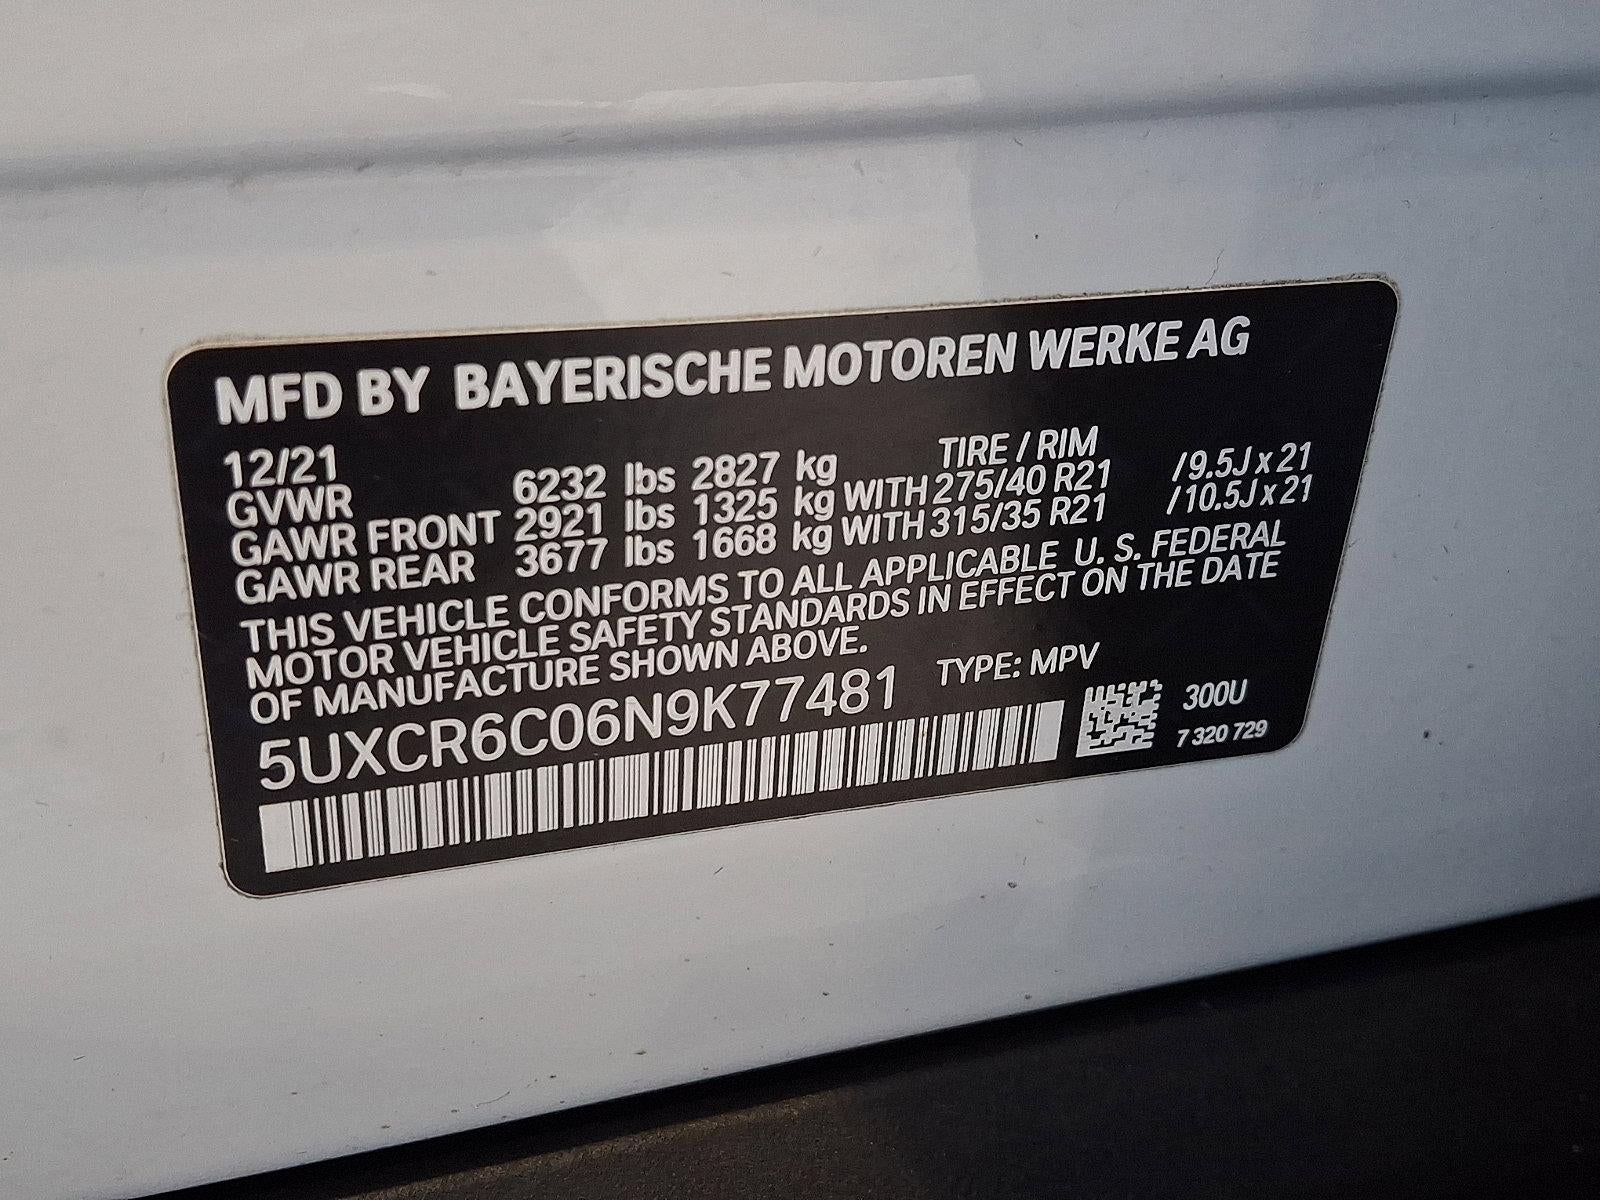 MFD BY BAYERISCHE MOTOREN WERKE AG
12/21 TIRE / RIM
GVWR 6232 lbs 2827 kg
GAWR FRONT 2921 lbs 1325 kg WITH 275/40 R21 /9.5J x 21
GAWR REAR 3677 lbs 1668 kg WITH 315/35 R21 /10.5J x 21
THIS VEHICLE CONFORMS TO ALL APPLICABLE U. S. FEDERAL
MOTOR VEHICLE SAFETY STANDARDS IN EFFECT ON THE DATE
OF MANUFACTURE SHOWN ABOVE.
5UXCR6C06N9K77481 TYPE: MPV
300U
7 320 729